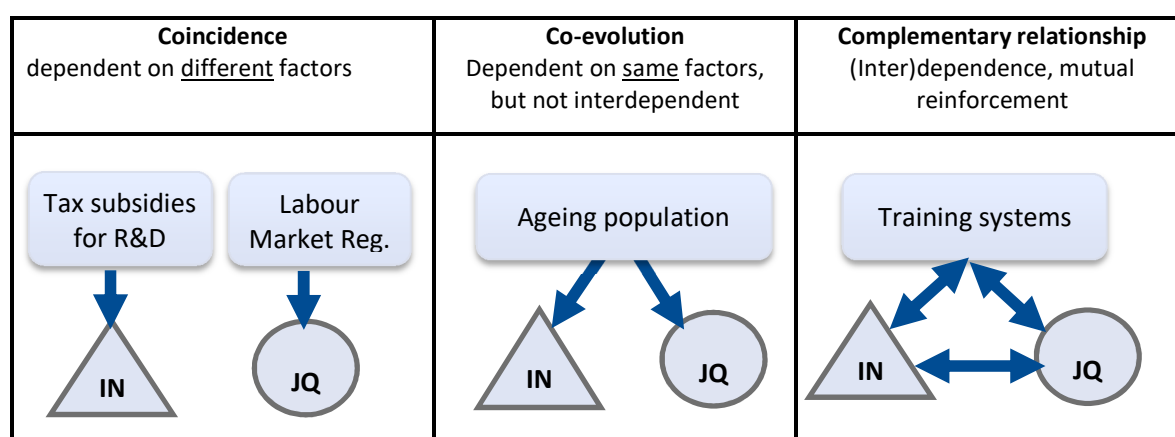 Coincidence
dependent on different factors
Co-evolution
Dependent on same factors,
but not interdependent
Complementary relationship
(Inter)dependence, mutual
reinforcement
Tax subsidies
for R&D
Labour
Market Reg.
IN
JQ
Ageing population
IN
JQ
Training systems
IN
JQ